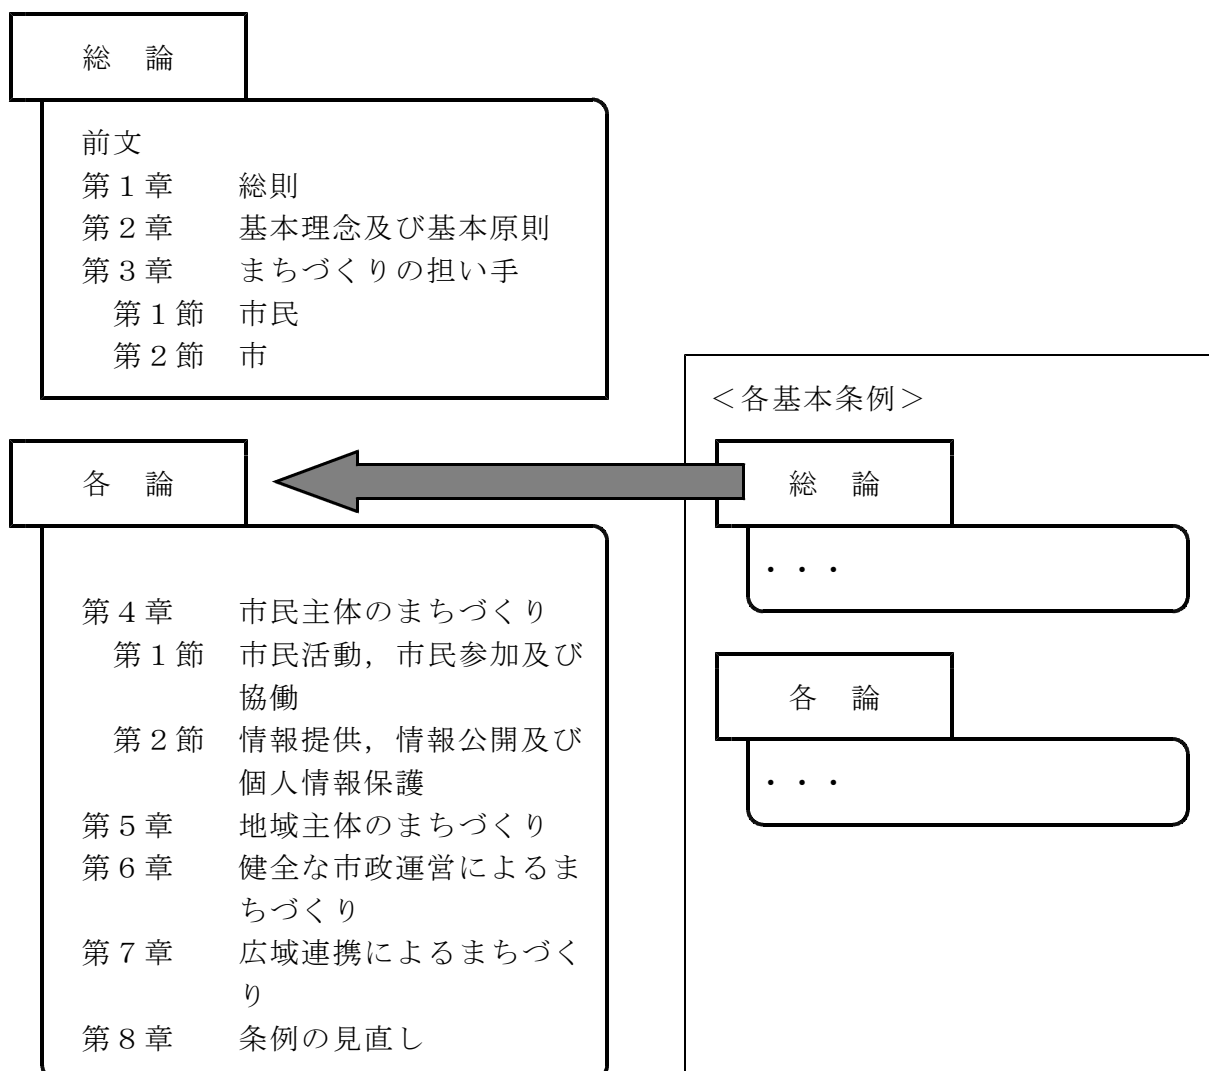 総　論
前文
第１章　　総則
第２章　　基本理念及び基本原則
第３章　　まちづくりの担い手
　第１節　市民
　第２節　市
各　論
第４章　　市民主体のまちづくり
　第１節　市民活動，市民参加及び
協働
　第２節　情報提供，情報公開及び
個人情報保護
第５章　　地域主体のまちづくり
第６章　　健全な市政運営によるま
ちづくり
第７章　　広域連携によるまちづく
り
第８章　　条例の見直し
＜各基本条例＞
総　論
・・・
各　論
・・・